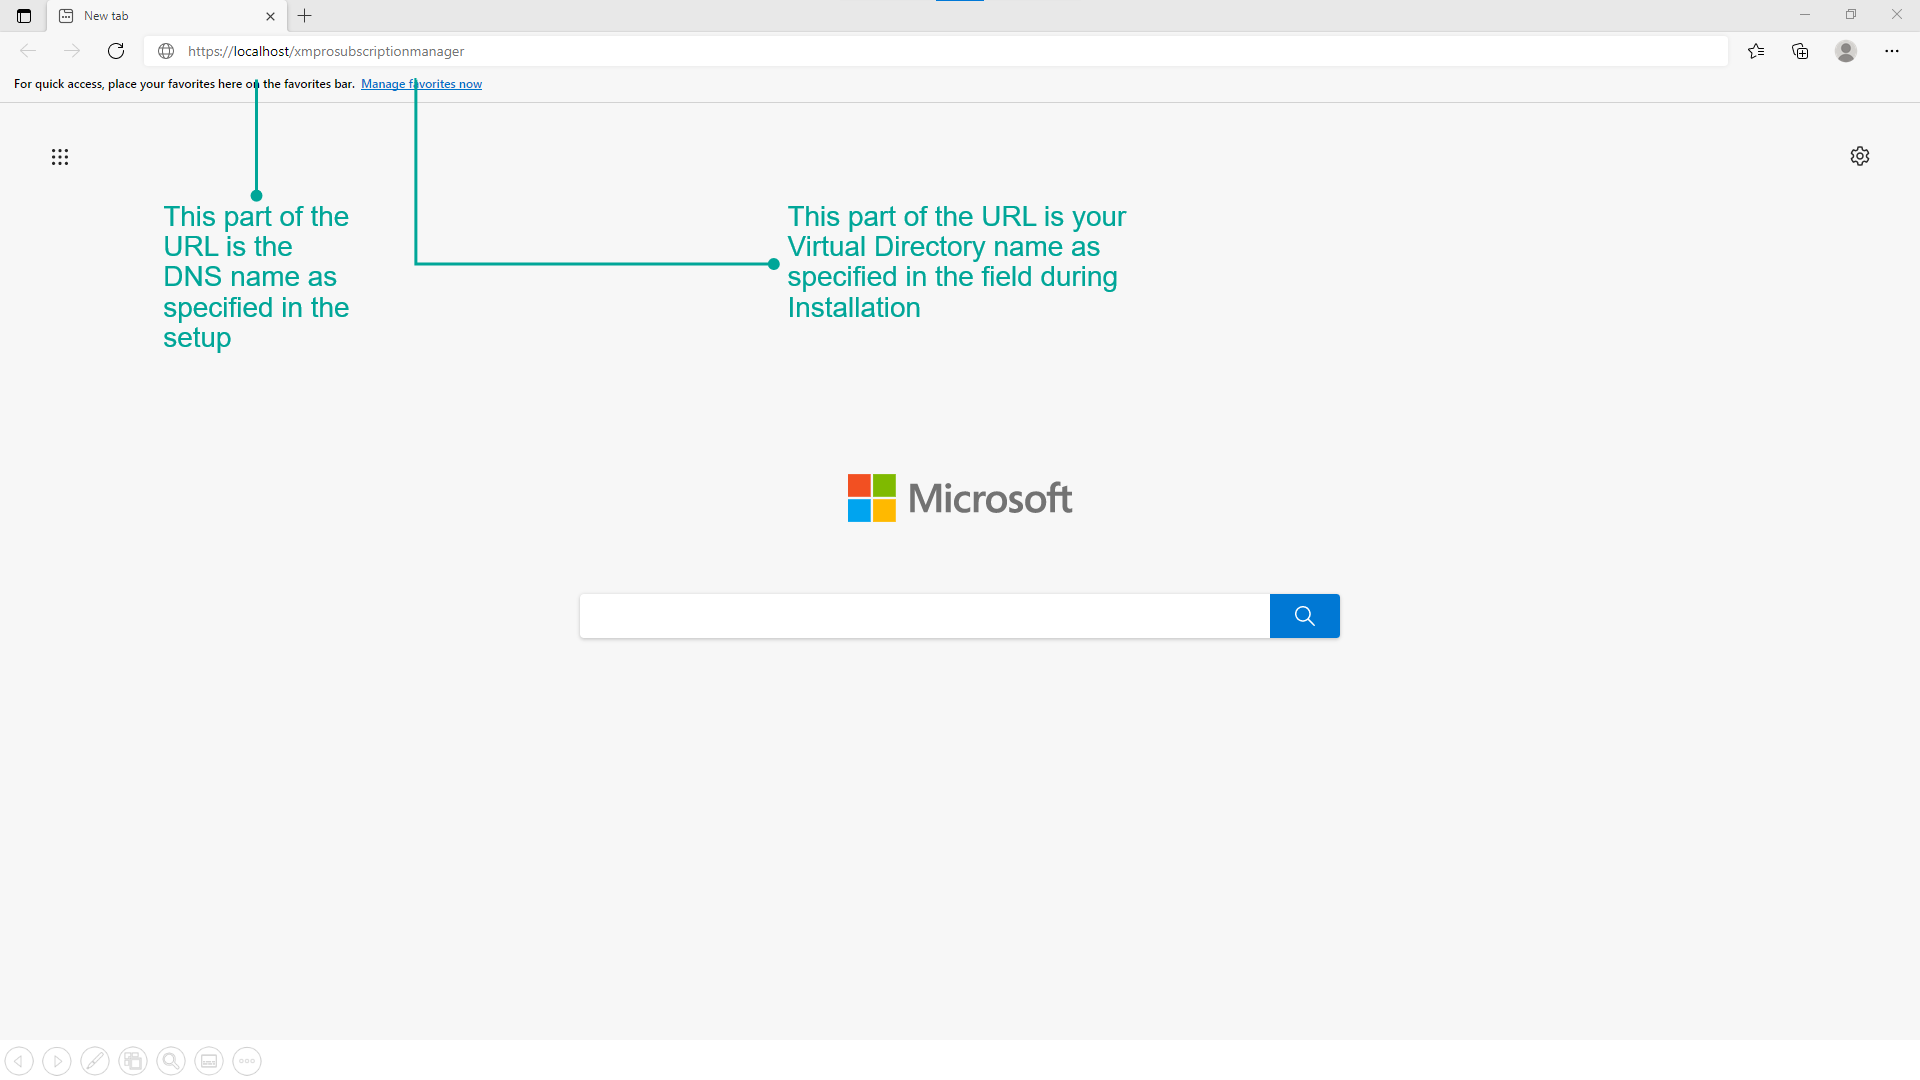 New tab
https://localhost/xmprosubscriptionmanager
For quick access, place your favorites here on the favorites bar. Manage favorites now
This part of the
URL is the
DNS name as
specified in the
setup
This part of the URL is your
Virtual Directory name as
specified in the field during
Installation
Microsoft